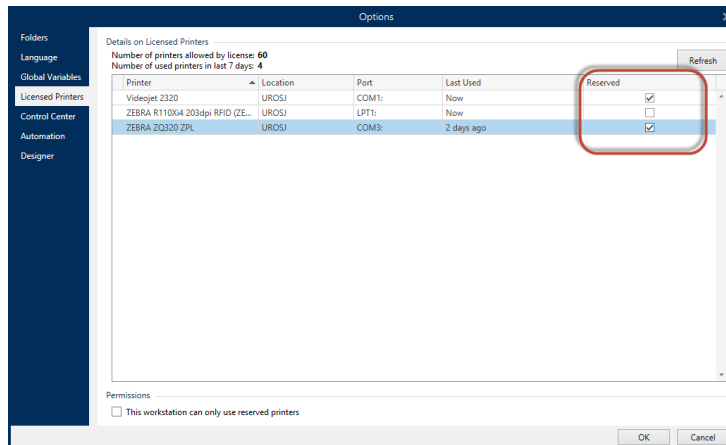 Options
Folders
Language
Global Variables
Licensed Printers
Control Center
Automation
Designer
Details on Licensed Printers
Number of printers allowed by license: 60
Number of used printers in last 7 days: 4
Refresh
Printer Location Port Last Used Reserved
Videojet 2320 UROSJ COM1: Now
ZEBRA R110Xi4 203dpi RFID (ZE... UROSJ LPT1: Now
ZEBRA ZQ320 ZPL UROSJ COM3: 2 days ago
Permissions
This workstation can only use reserved printers
OK Cancel